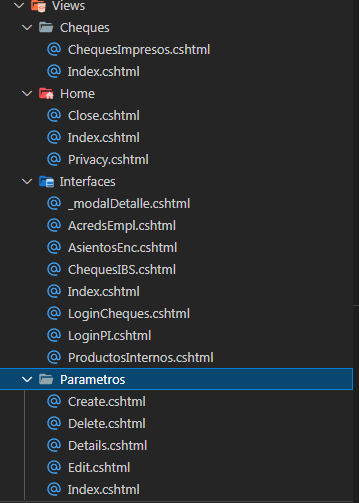 Views
Cheques
ChequesImpresos.cshtml
Index.cshtml
Home
Close.cshtml
Index.cshtml
Privacy.cshtml
Interfaces
_modalDetalle.cshtml
AcredsEmpl.cshtml
AsientosEnc.cshtml
ChequesIBS.cshtml
Index.cshtml
LoginCheques.cshtml
LoginPI.cshtml
ProductosInternos.cshtml
Parametros
Create.cshtml
Delete.cshtml
Details.cshtml
Edit.cshtml
Index.cshtml